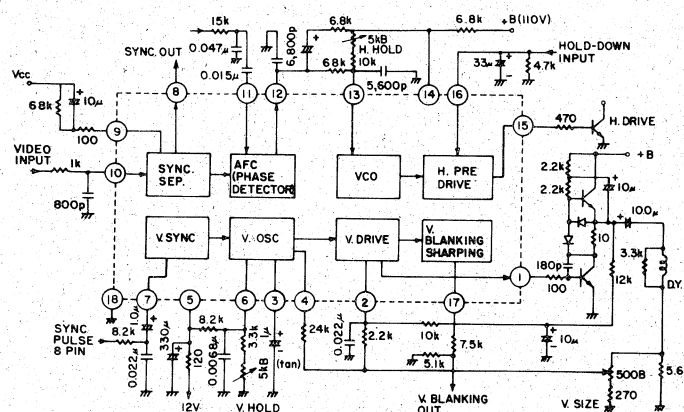 15k
0.047μ
0.015μ
SYNC. OUT
6,800p
6.8k
5kB
H. HOLD
10k
6.8k
5,600p
6.8k
+B(110V)
HOLD-DOWN
INPUT
33μ
4.7k
Vcc
68k
10μ
100
VIDEO
INPUT
1k
800p
8
11
12
13
14
16
15
9
10
470
H. DRIVE
SYNC.
SEP.
AFC
(PHASE
DETECTOR)
VCO
H. PRE
DRIVE
V. SYNC
V. OSC
V. DRIVE
V.
BLANKING
SHARPING
+B
2.2k
2.2k
10μ
100μ
10
180p
100
12k
3.3k
D.Y.
1
18
7
5
6
3
4
2
17
SYNC.
PULSE
8 PIN
8.2k
1.0μ
0.022μ
330μ
120
12V
8.2k
0.0068μ
3.3k
5kB
V. HOLD
1μ
(tan)
24k
0.022μ
2.2k
10k
5.1k
7.5k
V. BLANKING
OUT
10μ
500B
270
V. SIZE
5.6